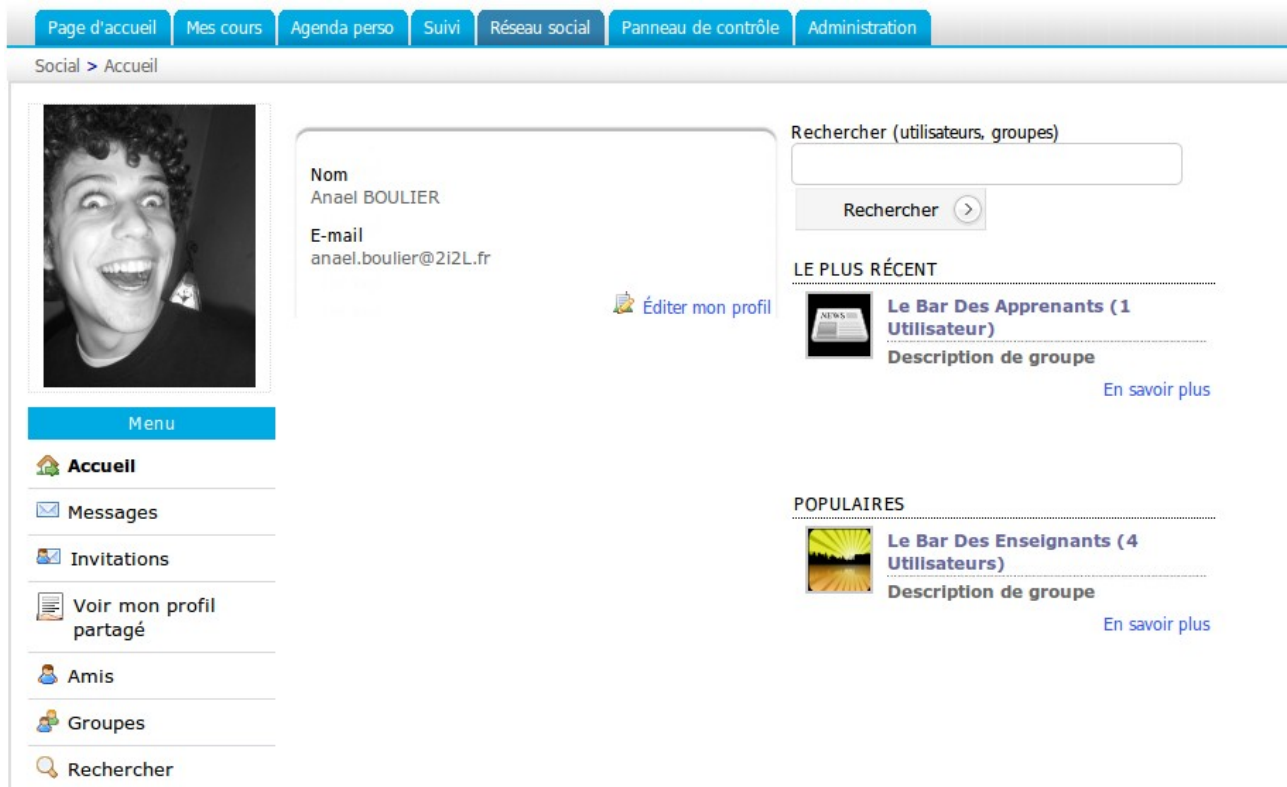 Page d'accueil
Mes cours
Agenda perso
Suivi
Réseau social
Panneau de contrôle
Administration
Social > Accueil
Nom
Anael BOULIER
E-mail
anael.boulier@2i2L.fr
Éditer mon profil
Menu
Accueil
Messages
Invitations
Voir mon profil
partagé
Amis
Groupes
Rechercher
Rechercher (utilisateurs, groupes)
Rechercher
LE PLUS RÉCENT
NEWS
Le Bar Des Apprenants (1
Utilisateur)
Description de groupe
En savoir plus
POPULAIRES
Le Bar Des Enseignants (4
Utilisateurs)
Description de groupe
En savoir plus